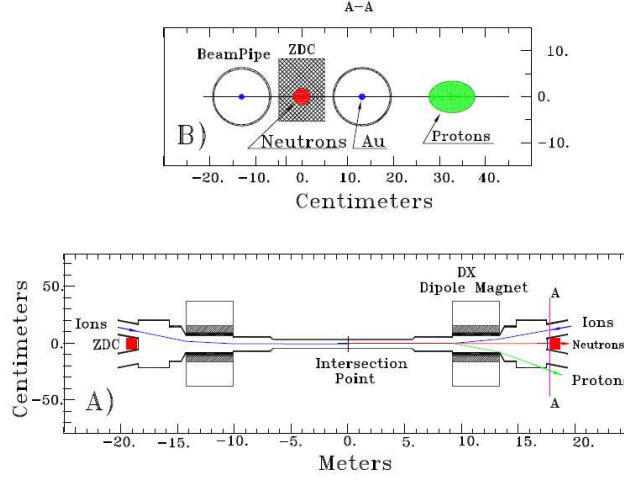 A-A
BeamPipe ZDC
10.
0.
-10.
B)
Neutrons Au Protons
-20. -10. 0. 10. 20. 30. 40.
Centimeters
50.
0.
-50.
Centimeters
DX
Dipole Magnet
A
Ions Ions
ZDC Neutrons
Intersection
Point
Protons
A)
A
-20. -15. -10. -5. 0. 5. 10. 15. 20.
Meters